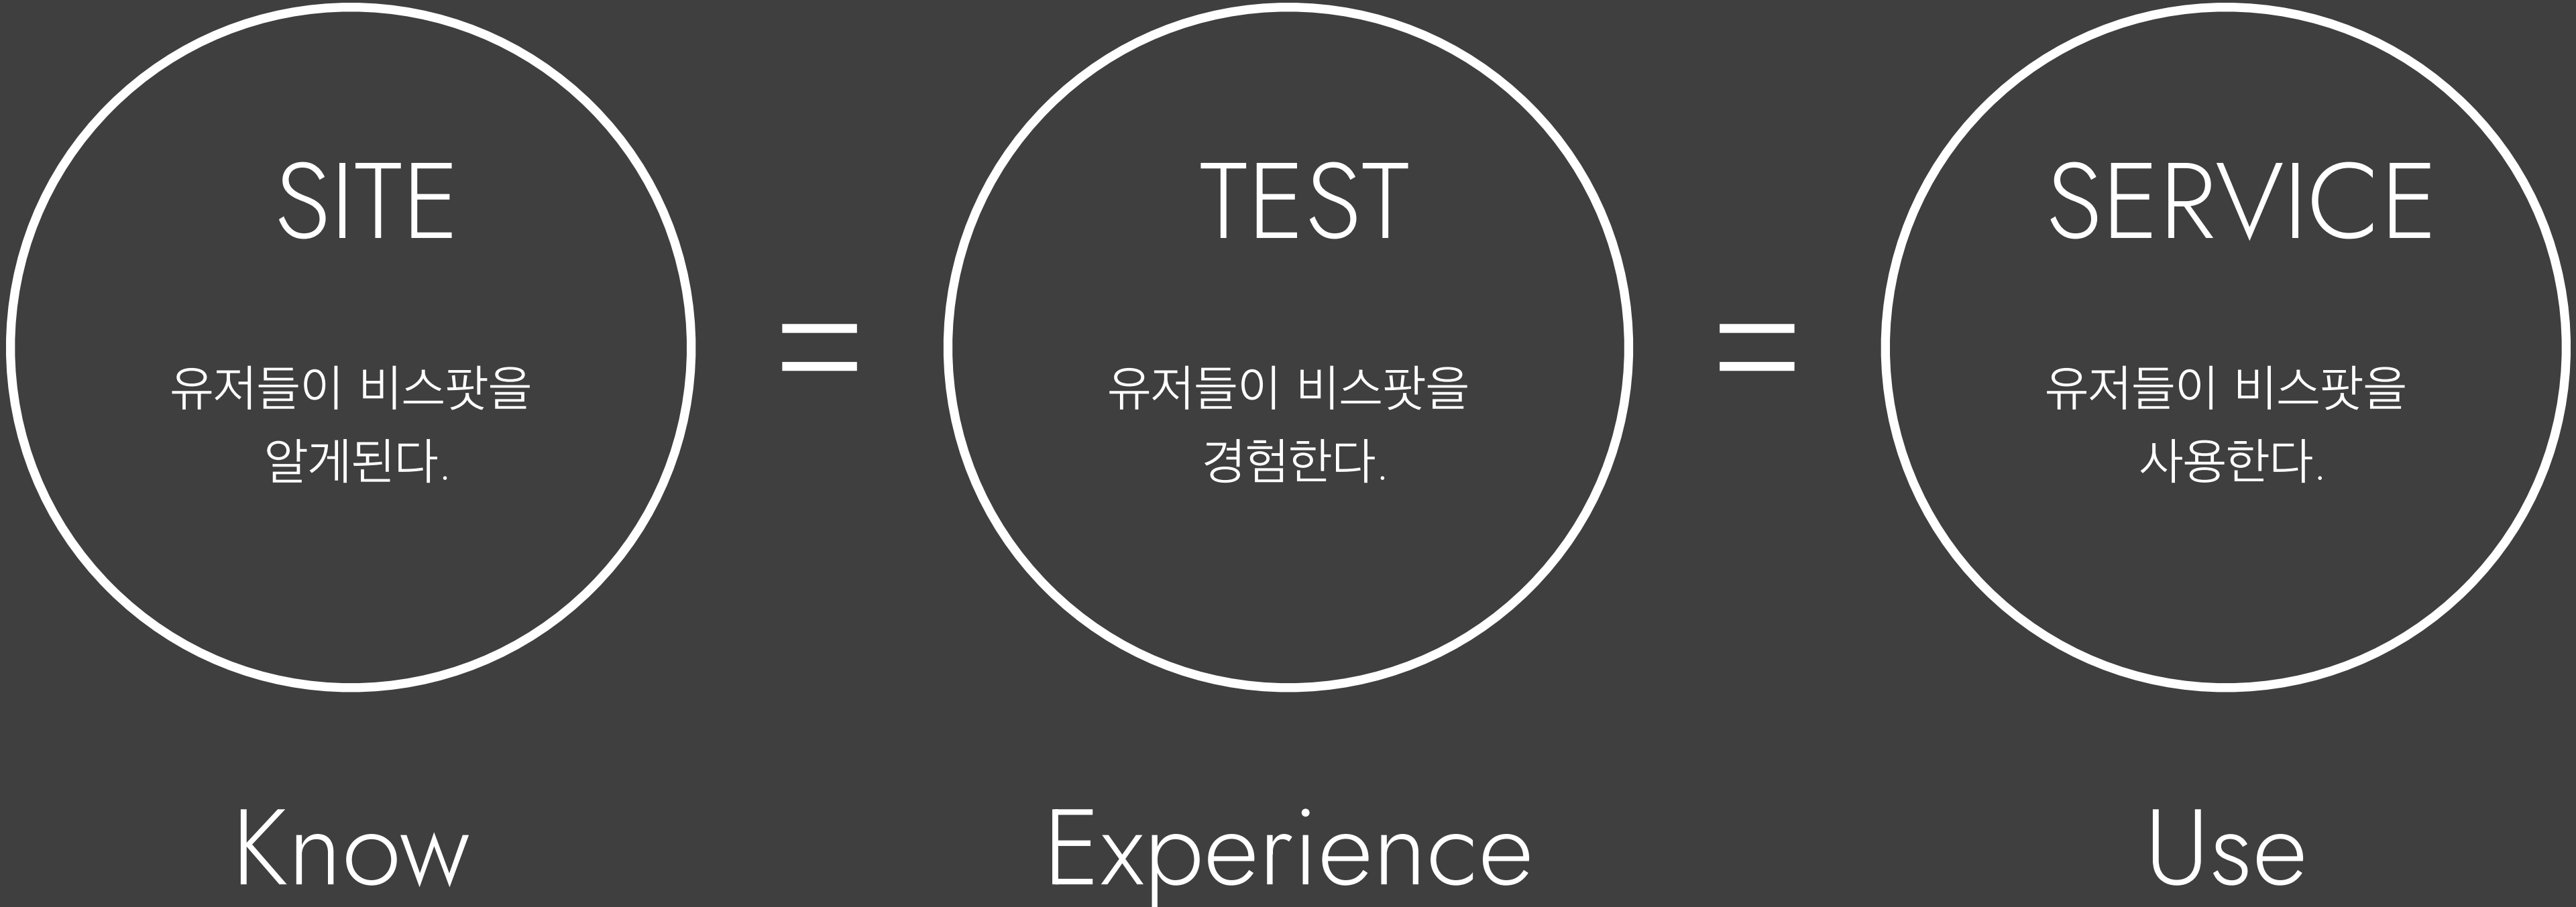 SITE
유저들이 비스팟을
알게된다.
=
TEST
유저들이 비스팟을
경험한다.
=
SERVICE
유저들이 비스팟을
사용한다.
Know
Experience
Use